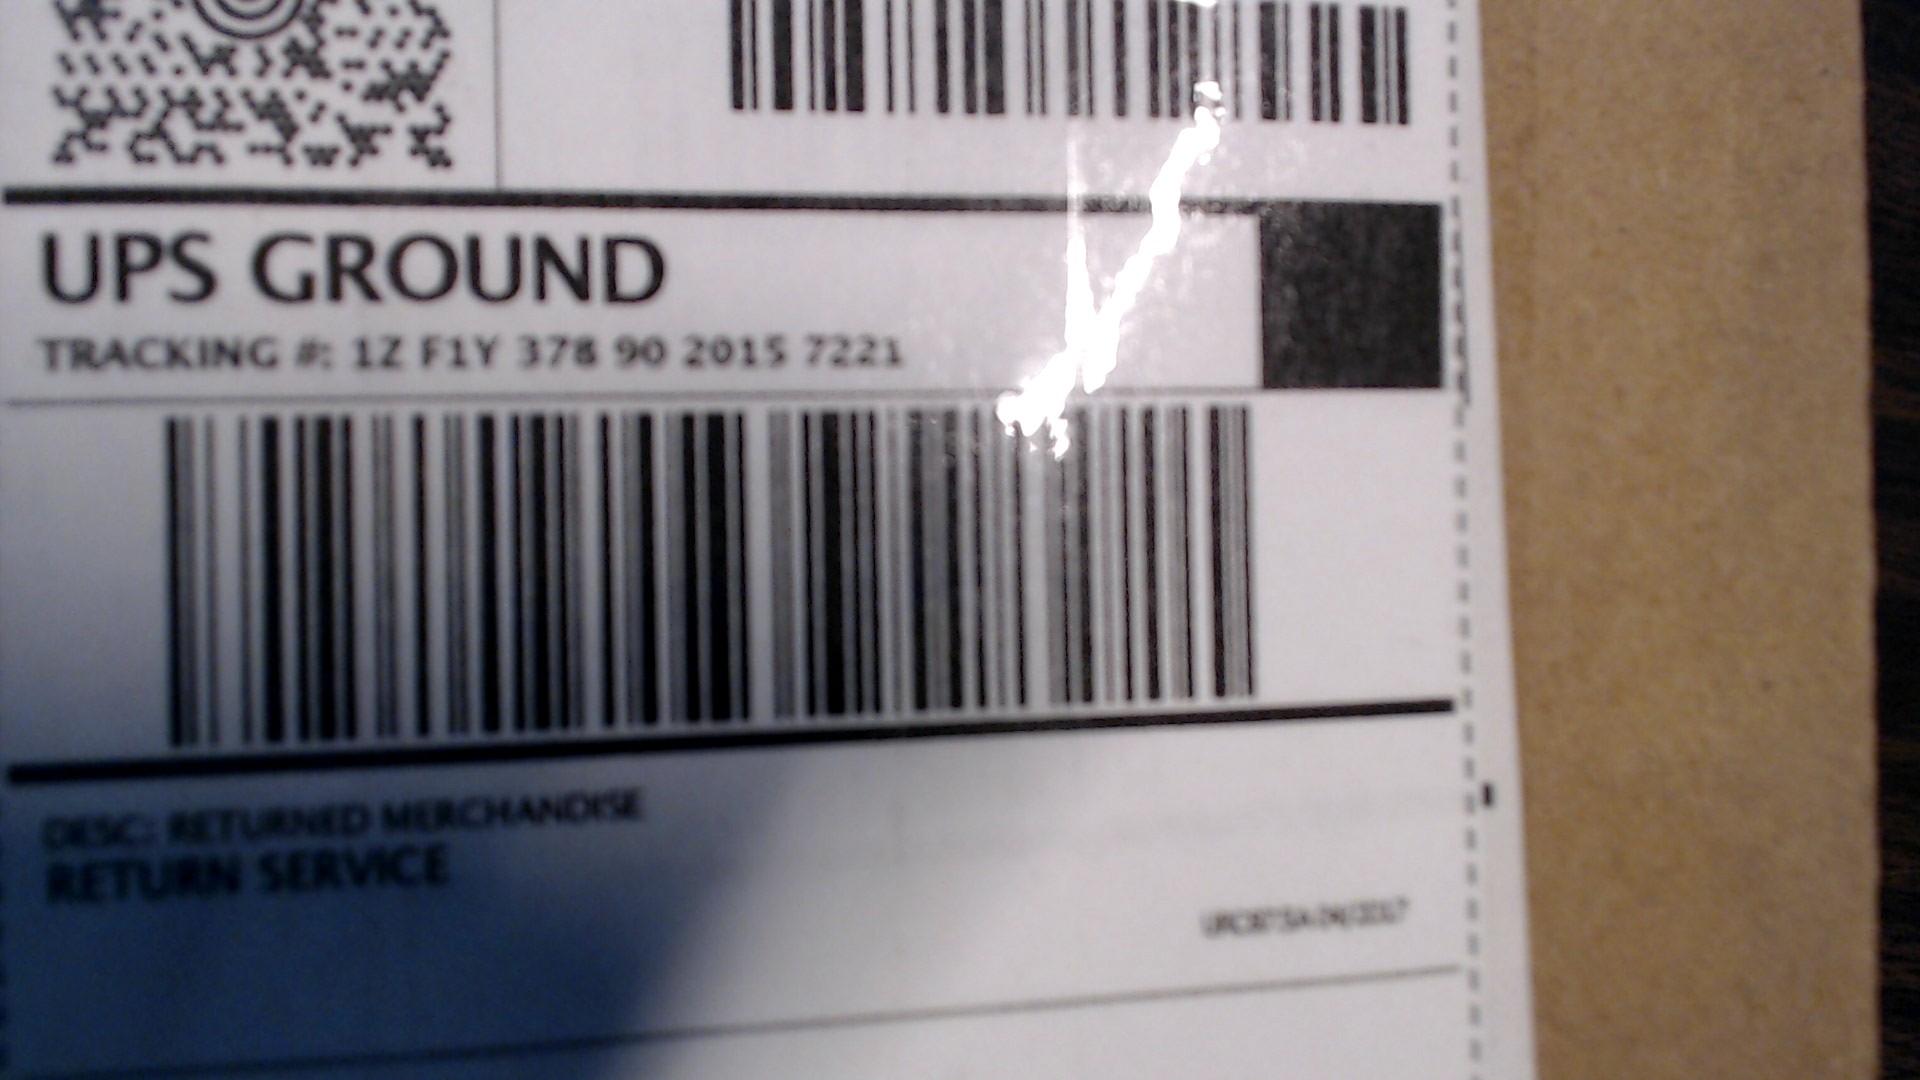 UPS GROUND
TRACKING #: 1Z F1Y 378 90 2015 7221
DESC: RETURNED MERCHANDISE
RETURN SERVICE